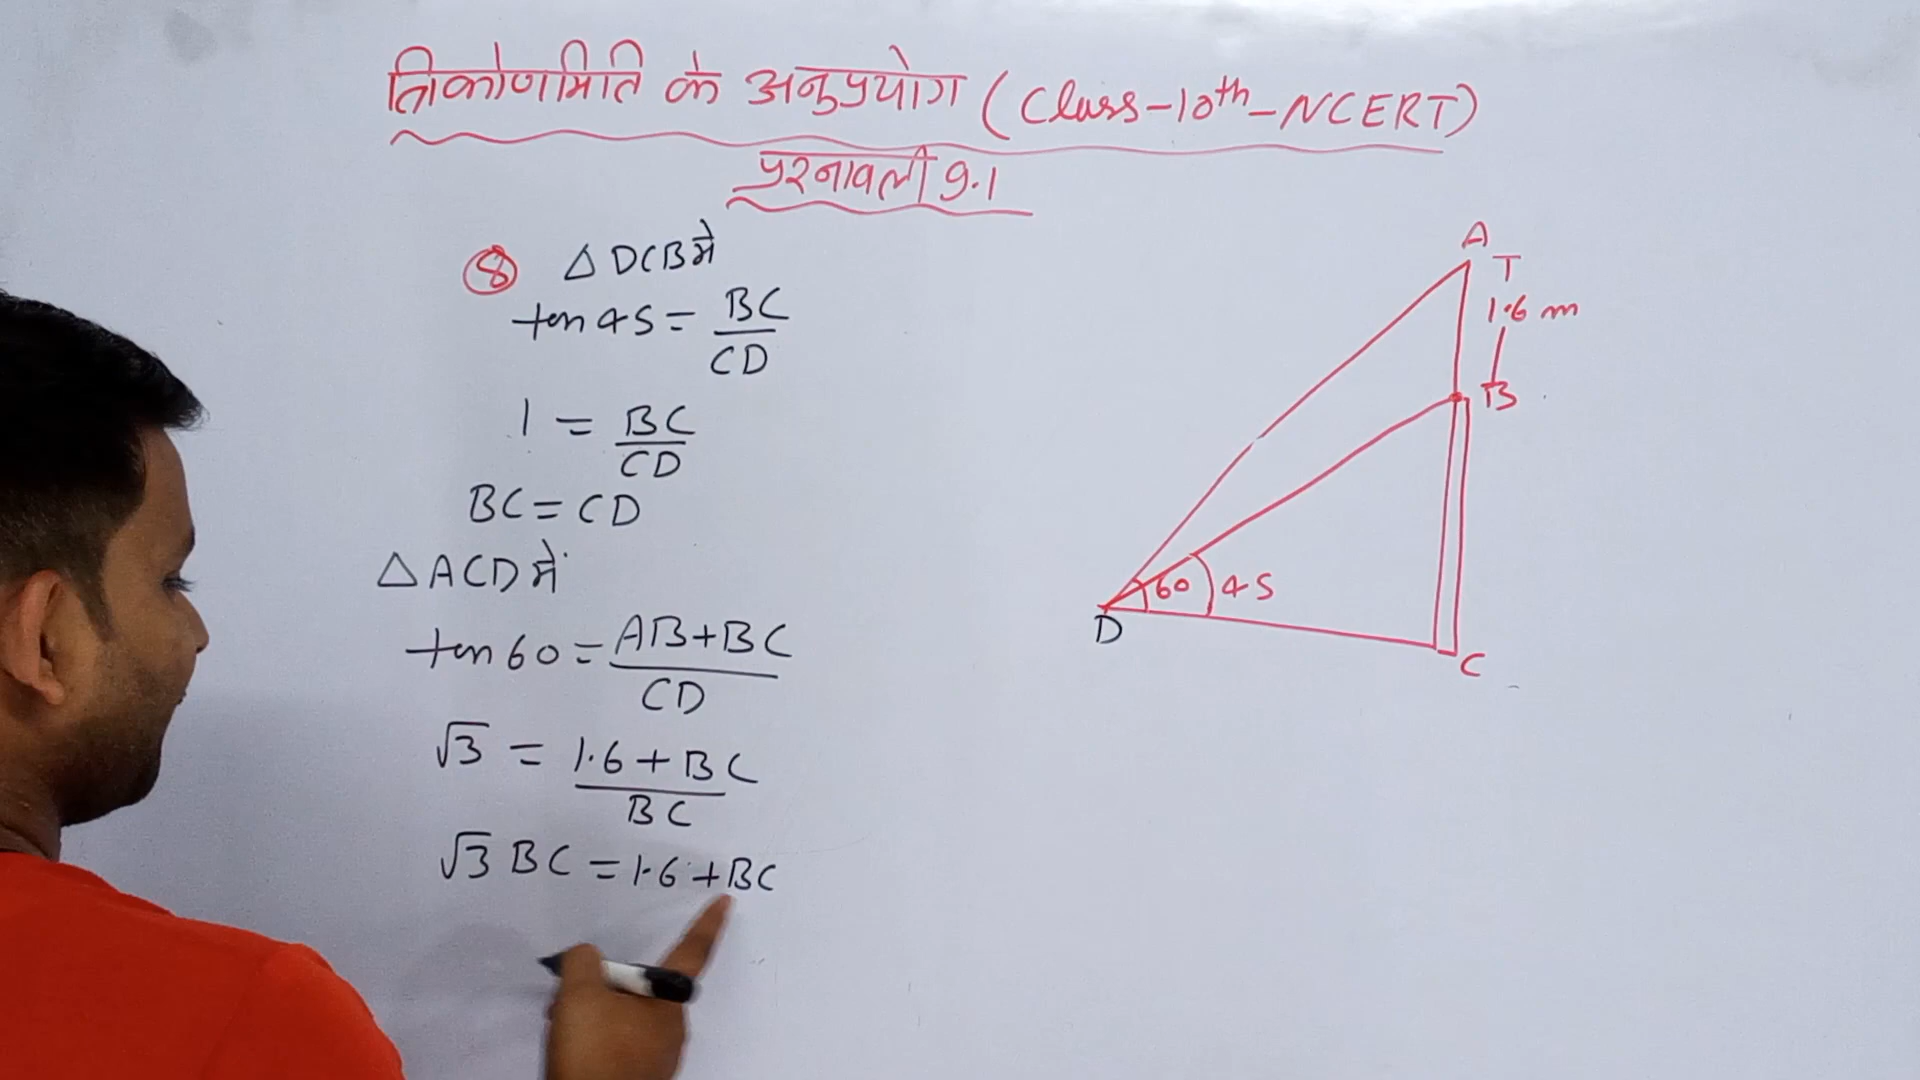 त्रिकोणमिति के अनुप्रयोग (Class-10th-NCERT)
प्रश्नावली 9.1
8 △ DCB मे
tan 45 = BC/CD
1 = BC/CD
BC = CD
△ ACD में
tan 60 = AB+BC/CD
√3 = 1.6+BC/BC
√3 BC = 1.6+BC
A
T
1.6 m
B
60 45
D
C